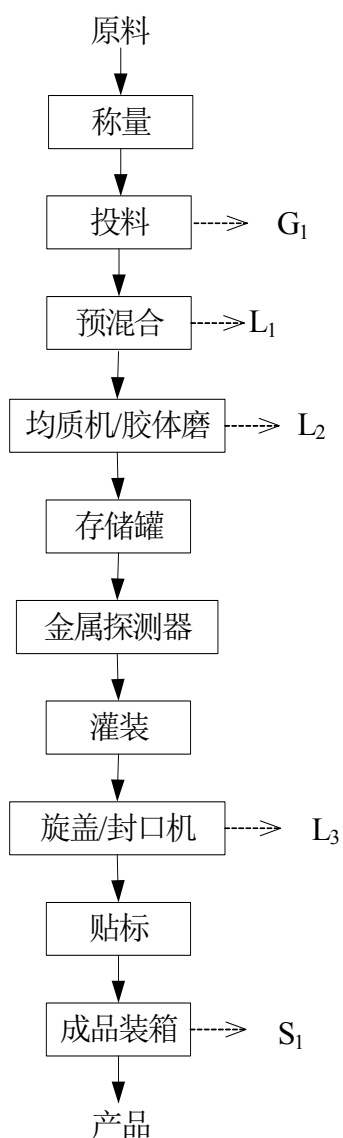 原料
称量
投料
G₁
预混合
L₁
均质机/胶体磨
L₂
存储罐
金属探测器
灌装
旋盖/封口机
L₃
贴标
成品装箱
S₁
产品